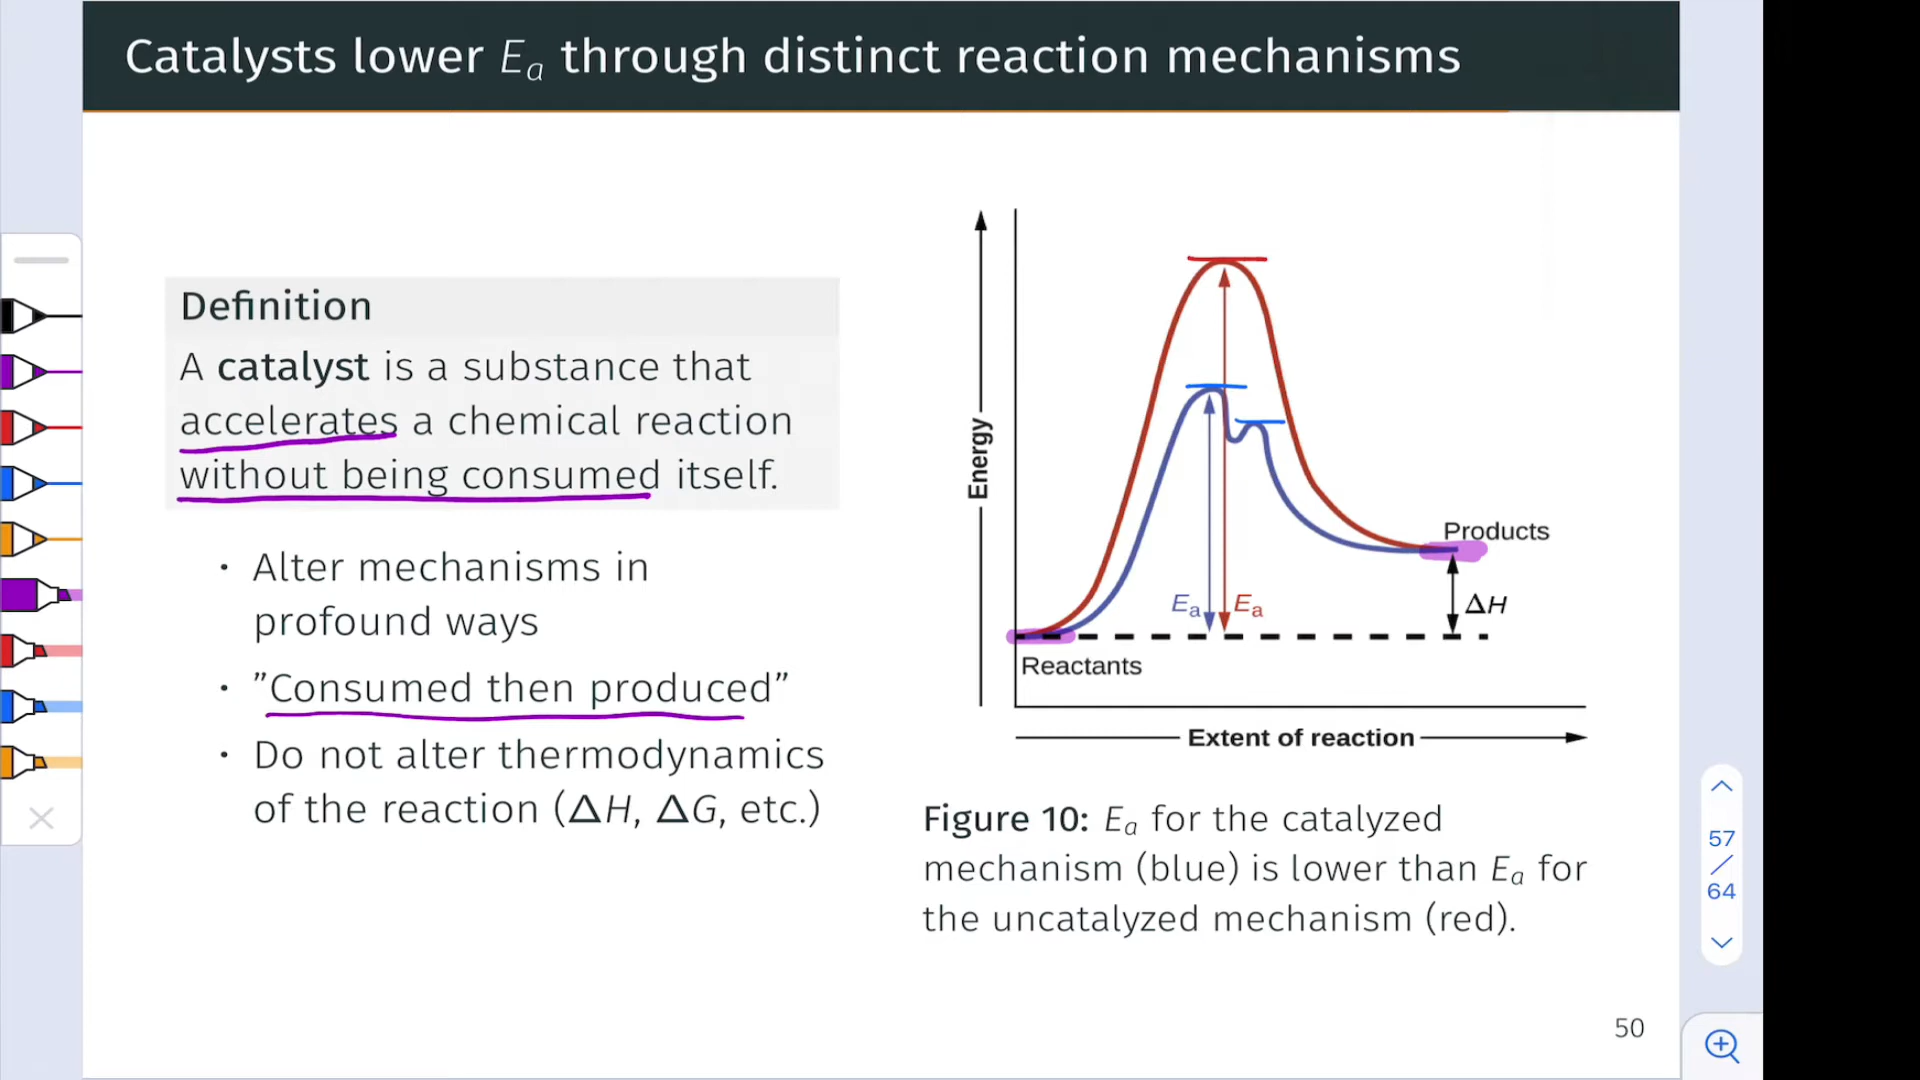 Catalysts lower Ea through distinct reaction mechanisms
Definition
A catalyst is a substance that
accelerates a chemical reaction
without being consumed itself.
· Alter mechanisms in
profound ways
· ”Consumed then produced”
· Do not alter thermodynamics
of the reaction (ΔH, ΔG, etc.)
Energy
Products
Ea
Ea
ΔH
Reactants
Extent of reaction
Figure 10: Ea for the catalyzed
mechanism (blue) is lower than Ea for
the uncatalyzed mechanism (red).
57
/
64
50